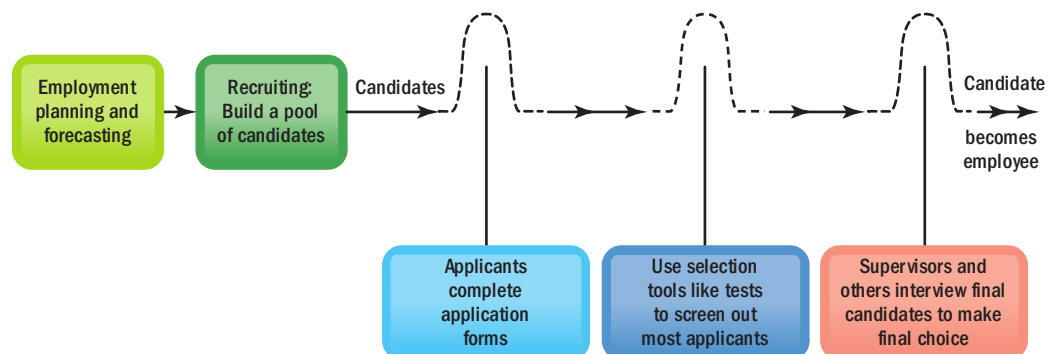 Employment
planning and
forecasting
Recruiting:
Build a pool
of candidates
Candidates
Candidate
becomes
employee
Applicants
complete
application
forms
Use selection
tools like tests
to screen out
most applicants
Supervisors and
others interview final
candidates to make
final choice